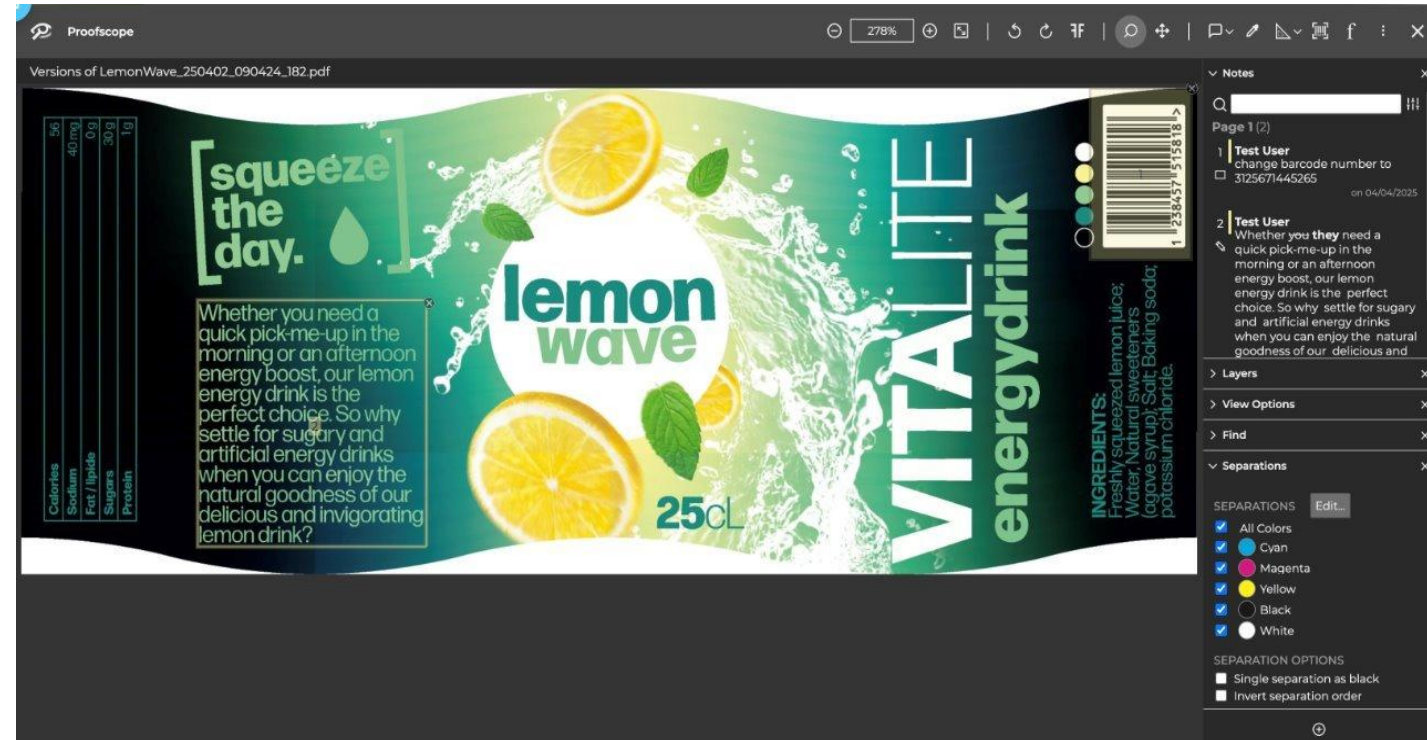 Proofscope
278%
Versions of LemonWave_250402_090424_182.pdf
Calories 56
Sodium 40 mg
Fat / lipide 0 g
Sugars 30 g
Protein 1g
[squeeze
the
day.]
Whether you need a
quick pick-me-up in the
morning or an afternoon
energy boost, our lemon
energy drink is the
perfect choice. So why
settle for sugary and
artificial energy drinks
when you can enjoy the
natural goodness of our
delicious and invigorating
lemon drink?
2
lemon
wave
25cL
VITALITE
energydrink
1 238457 515818 >
1
INGREDIENTS:
Freshly squeezed lemon juice;
Water, Natural sweeteners
(agave syrup); Salt; Baking soda;
potassium chloride.
Notes
Page 1 (2)
1 Test User
change barcode number to
3125671445265
on 04/04/2025
2 Test User
Whether you they need a
quick pick-me-up in the
morning or an afternoon
energy boost, our lemon
energy drink is the perfect
choice. So why settle for sugary
and artificial energy drinks
when you can enjoy the natural
goodness of our delicious and
Layers
View Options
Find
Separations
SEPARATIONS Edit...
All Colors
Cyan
Magenta
Yellow
Black
White
SEPARATION OPTIONS
Single separation as black
Invert separation order